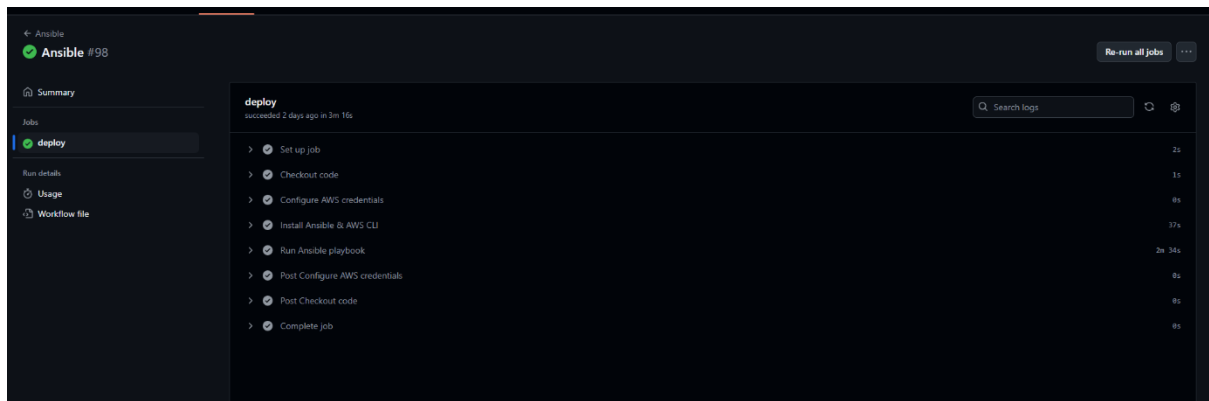 ← Ansible
Ansible #98
Re-run all jobs
Summary
Jobs
deploy
Run details
Usage
Workflow file
deploy
succeeded 2 days ago in 3m 16s
Search logs
Set up job 2s
Checkout code 1s
Configure AWS credentials 0s
Install Ansible & AWS CLI 37s
Run Ansible playbook 2m 34s
Post Configure AWS credentials 0s
Post Checkout code 0s
Complete job 0s